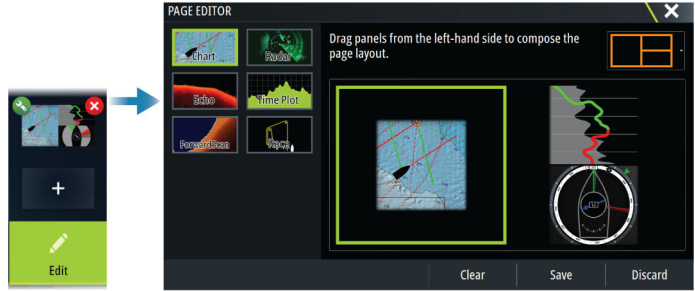 PAGE EDITOR
Chart
Radar
Echo
Time Plot
ForwardScan
Race
Drag panels from the left-hand side to compose the
page layout.
+
Edit
Clear
Save
Discard